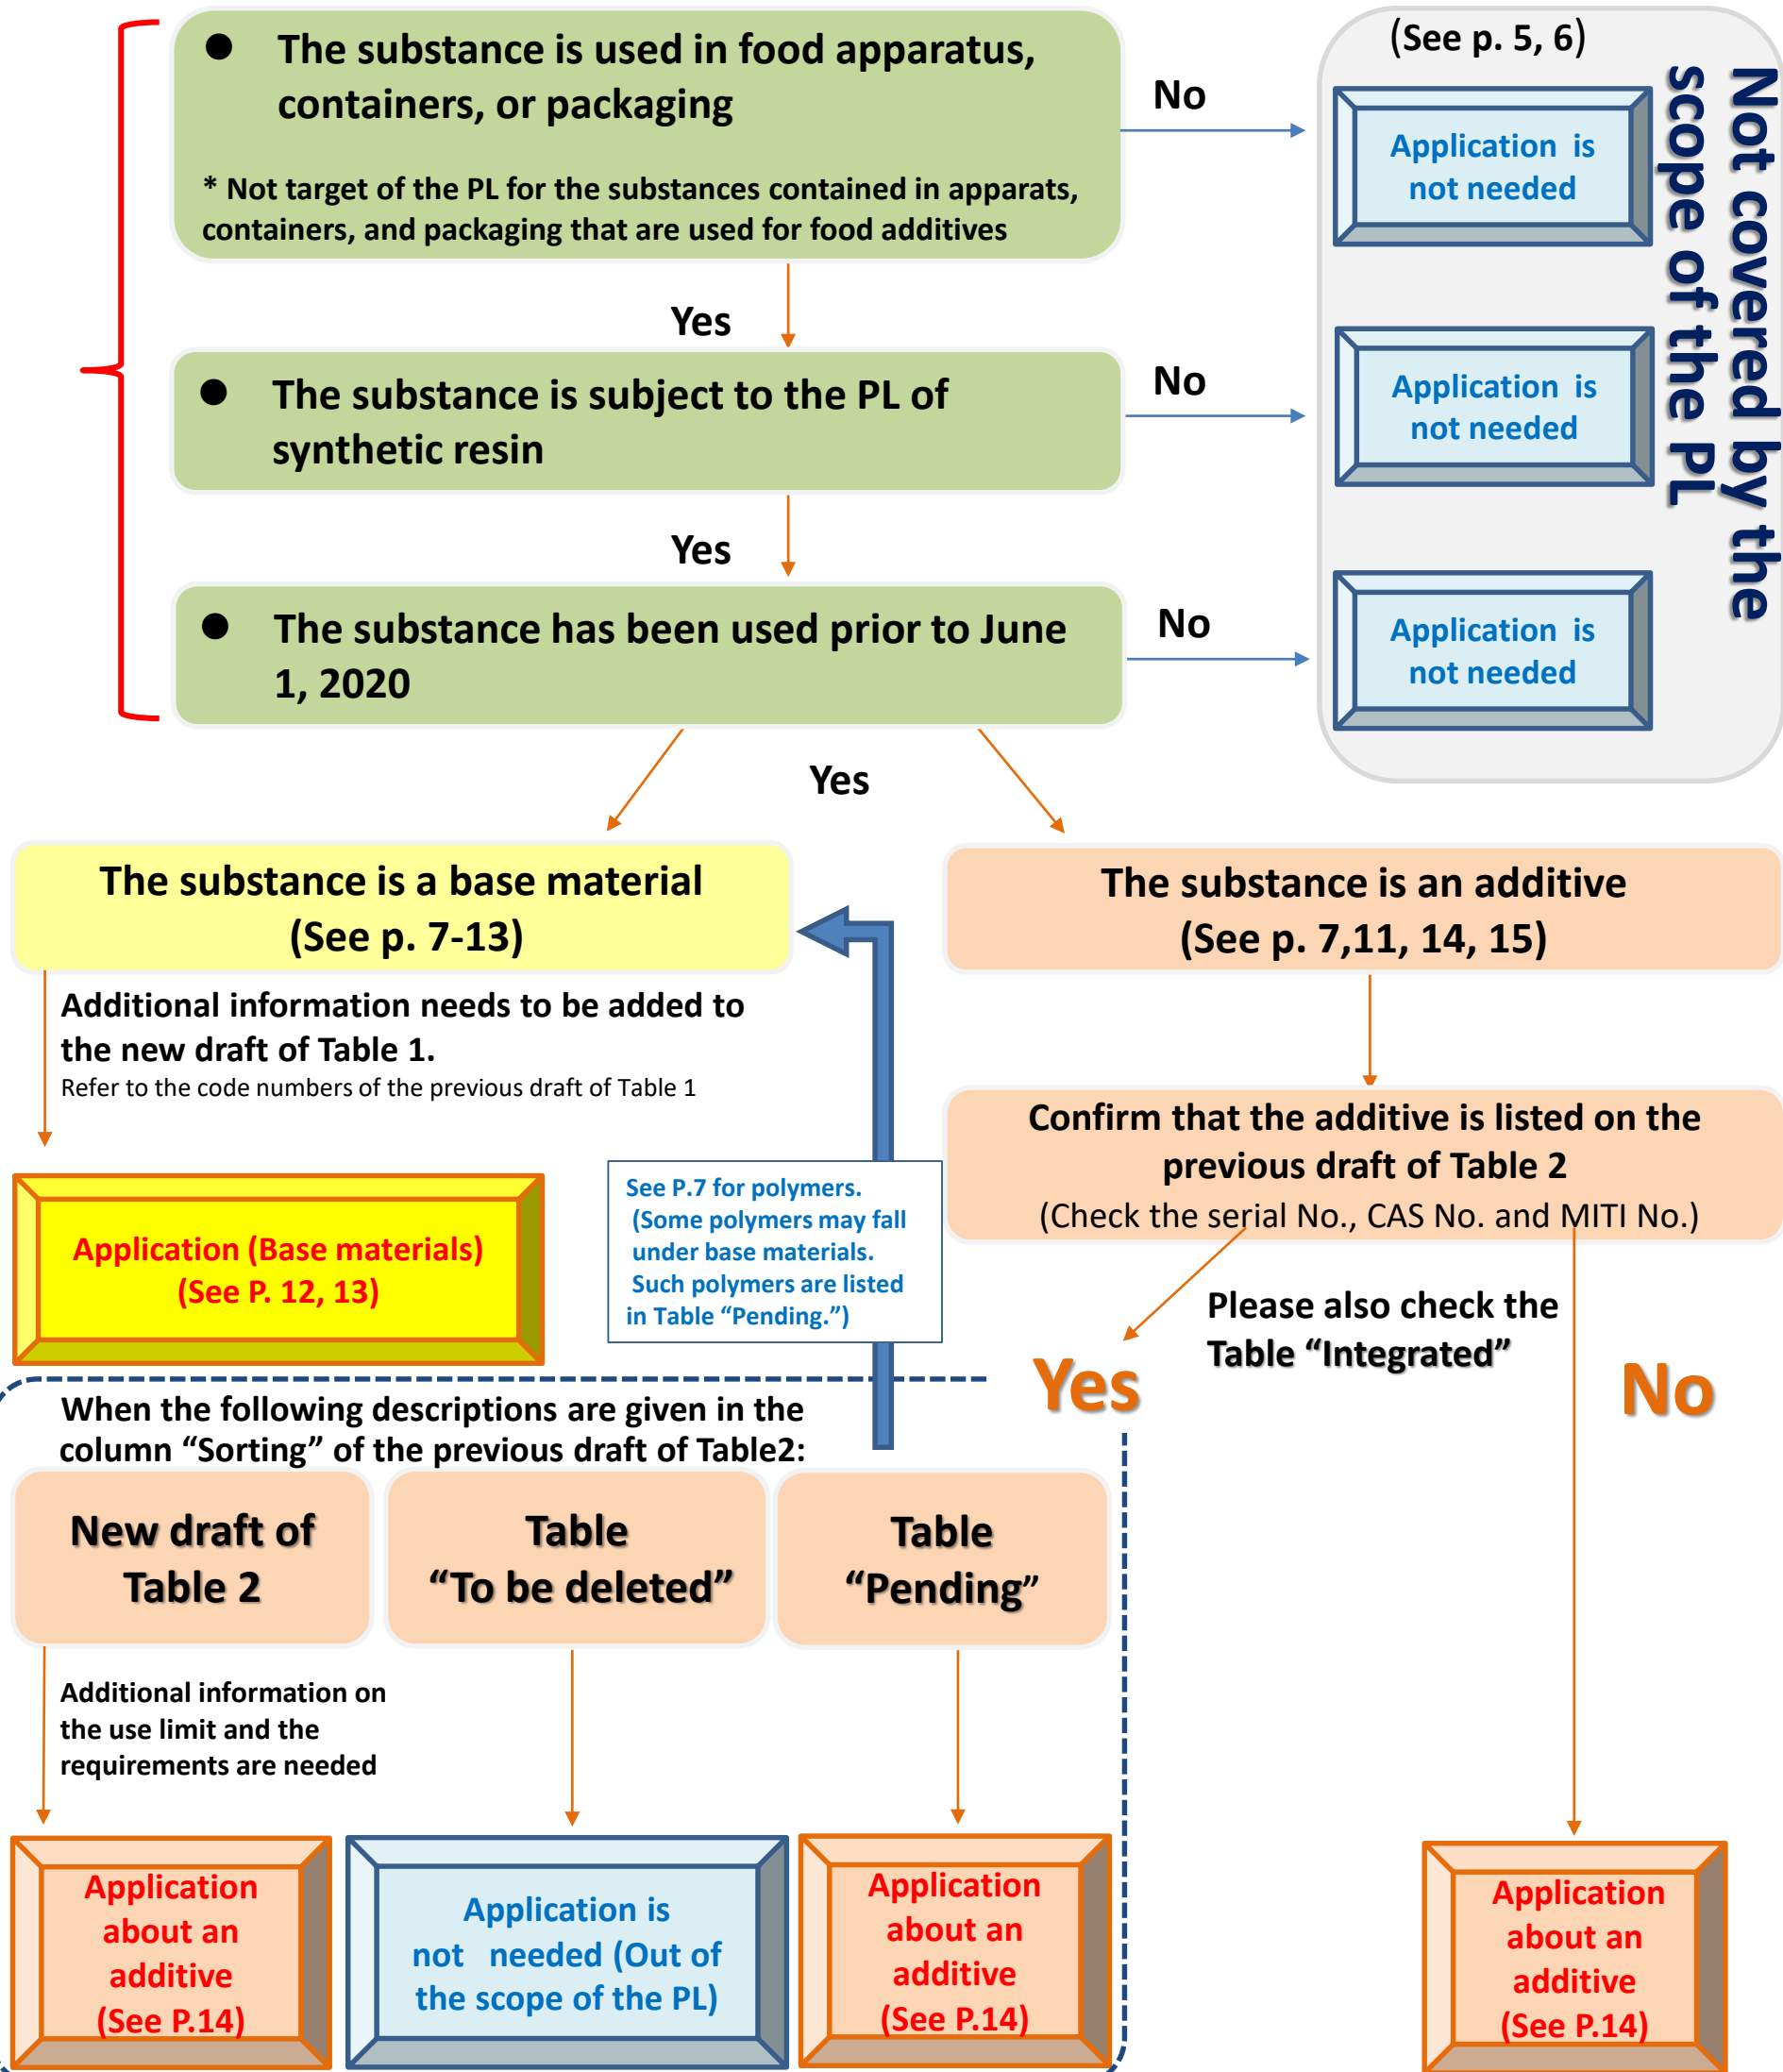 ● The substance is used in food apparatus,
containers, or packaging
* Not target of the PL for the substances contained in apparats,
containers, and packaging that are used for food additives
No
(See p. 5, 6)
Application is
not needed
Not covered by the
scope of the PL
Yes
● The substance is subject to the PL of
synthetic resin
No
Application is
not needed
Yes
● The substance has been used prior to June
1, 2020
No
Application is
not needed
Yes
The substance is a base material
(See p. 7-13)
The substance is an additive
(See p. 7,11, 14, 15)
Additional information needs to be added to
the new draft of Table 1.
Refer to the code numbers of the previous draft of Table 1
Application (Base materials)
(See P. 12, 13)
See P.7 for polymers.
(Some polymers may fall
under base materials.
Such polymers are listed
in Table “Pending.”)
Confirm that the additive is listed on the
previous draft of Table 2
(Check the serial No., CAS No. and MITI No.)
Please also check the
Table “Integrated”
Yes
No
When the following descriptions are given in the
column “Sorting” of the previous draft of Table2:
New draft of
Table 2
Table
“To be deleted”
Table
“Pending”
Additional information on
the use limit and the
requirements are needed
Application
about an
additive
(See P.14)
Application is
not needed (Out of
the scope of the PL)
Application
about an
additive
(See P.14)
Application
about an
additive
(See P.14)